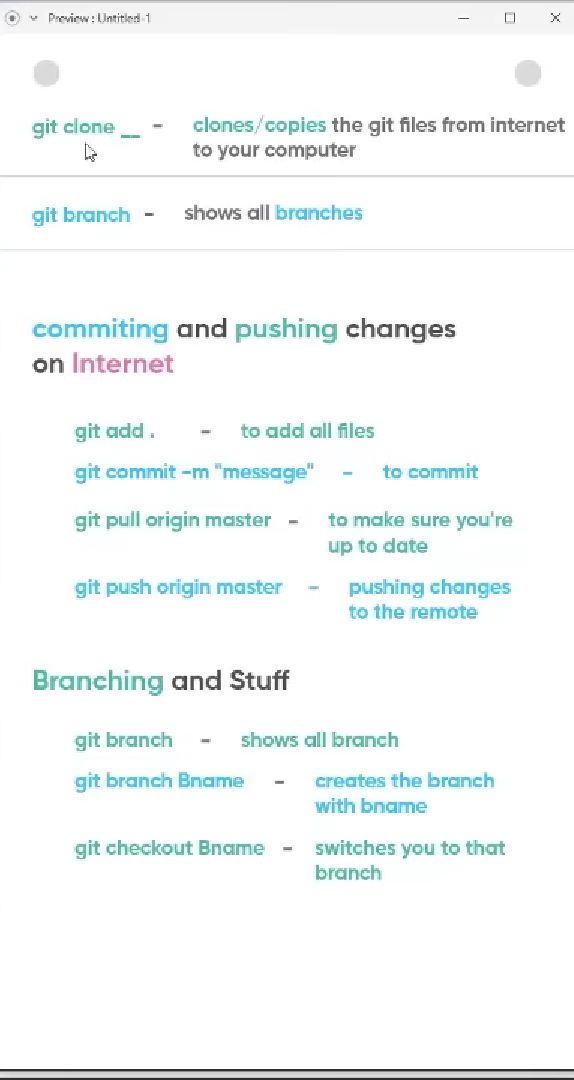 Preview : Untitled-1
git clone __ - clones/copies the git files from internet
to your computer
git branch - shows all branches
commiting and pushing changes
on Internet
git add . - to add all files
git commit -m "message" - to commit
git pull origin master - to make sure you're
up to date
git push origin master - pushing changes
to the remote
Branching and Stuff
git branch - shows all branch
git branch Bname - creates the branch
with bname
git checkout Bname - switches you to that
branch